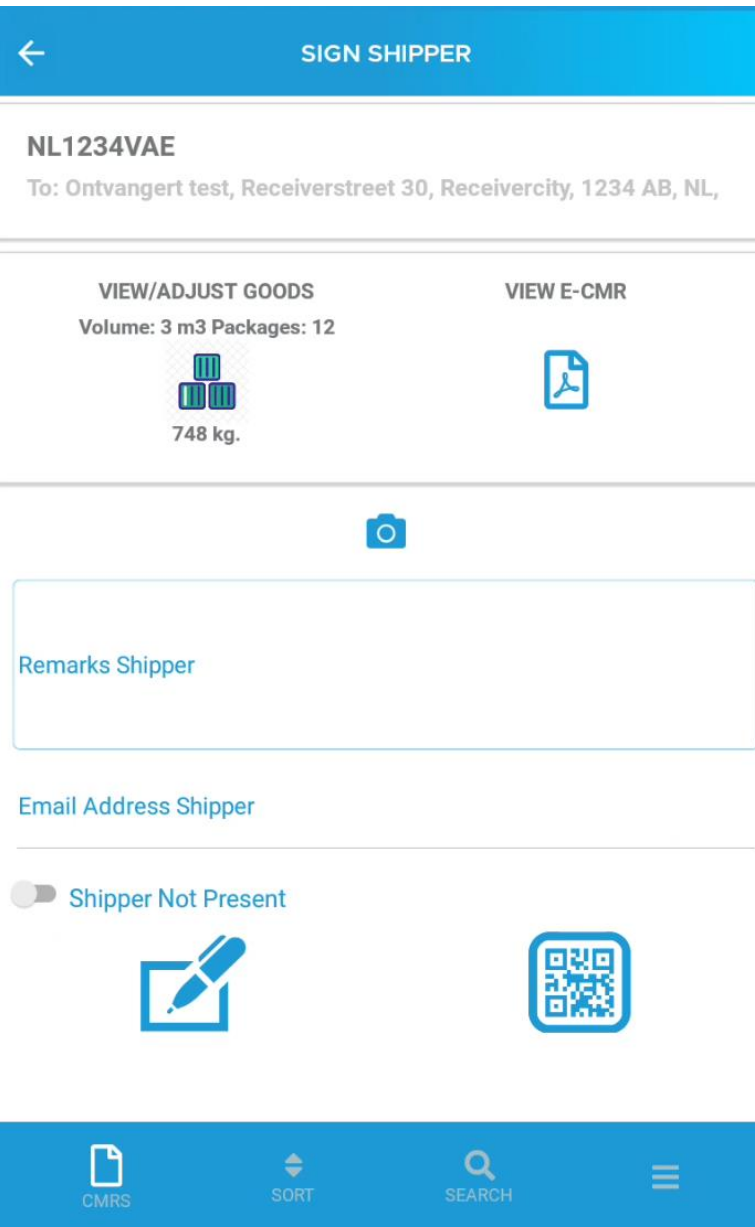 SIGN SHIPPER
NL1234VAE
To: Ontvangert test, Receiverstreet 30, Receivercity, 1234 AB, NL,
VIEW/ADJUST GOODS
Volume: 3 m3 Packages: 12
748 kg.
VIEW E-CMR
Remarks Shipper
Email Address Shipper
Shipper Not Present
CMRS
SORT
SEARCH